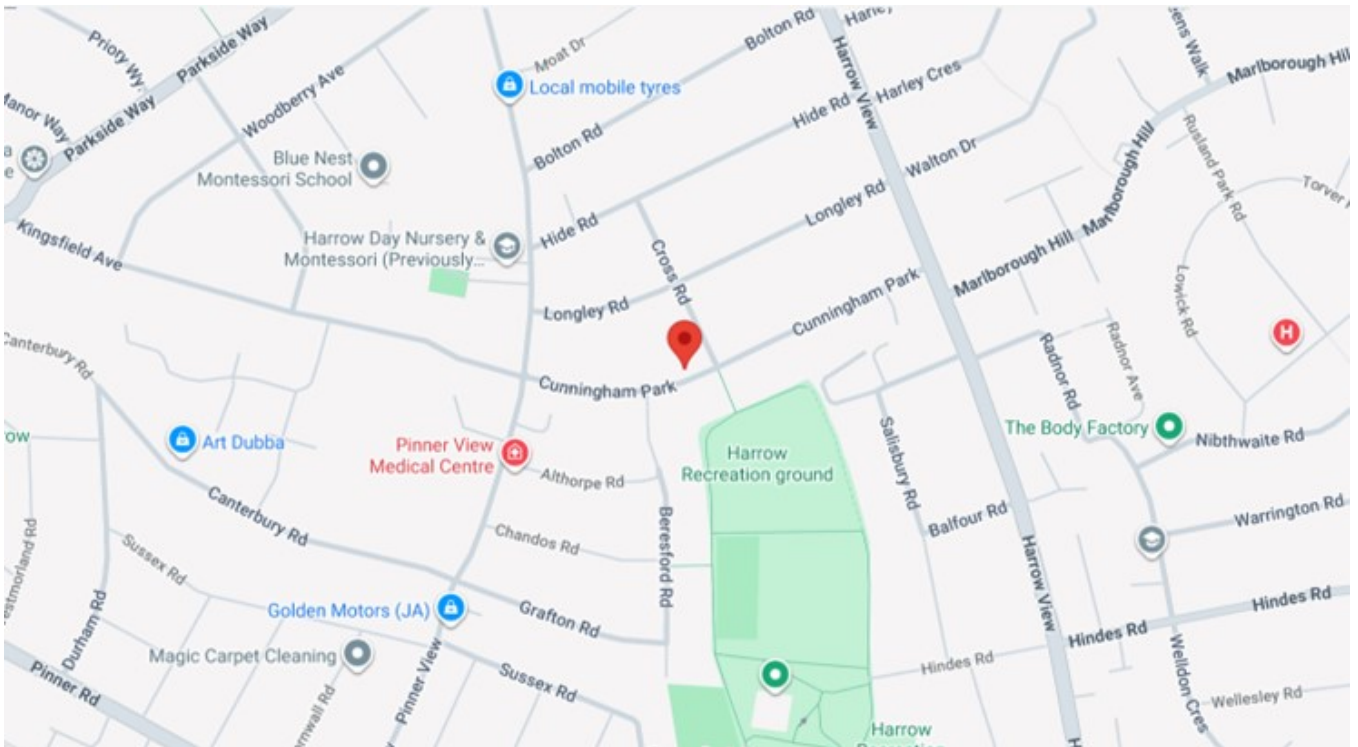 Priory Wy.
Parkside Way
Moat Dr
Bolton Rd
Harrow View
Marlborough Hill
Manor Way
Parkside Way
Woodberry Ave
Local mobile tyres
Hide Rd
Harley Cres
Rusland Park Rd
Blue Nest
Montessori School
Bolton Rd
Walton Dr
Marlborough Hill
Kingsfield Ave
Harrow Day Nursery &
Montessori (Previously...
Hide Rd
Cross Rd
Longley Rd
Marlborough Hill
Lowick Rd
Longley Rd
Cunningham Park
H
Canterbury Rd
Cunningham Park
Radnor Rd
Radnor Ave
Art Dubba
Pinner View
Medical Centre
Althorpe Rd
Harrow
Recreation ground
Salisbury Rd
The Body Factory
Nibthwaite Rd
Canterbury Rd
Chandos Rd
Beresford Rd
Balfour Rd
Harrow View
Warrington Rd
Sussex Rd
Durham Rd
Golden Motors (JA)
Grafton Rd
Hindes Rd
Hindes Rd
Magic Carpet Cleaning
Pinner Rd
Pinner View
Sussex Rd
Hindes Rd
Welldon Cres
Wellesley Rd
Harrow